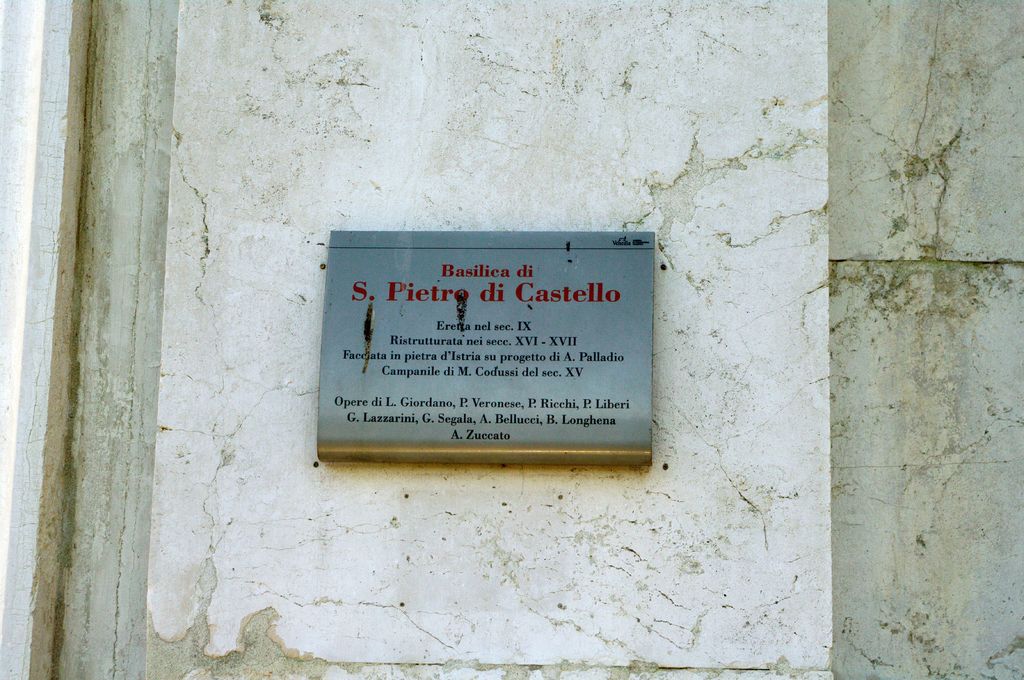 Venezia
Basilica di
S. Pietro di Castello
Eretta nel sec. IX
Ristrutturata nei secc. XVI - XVII
Facciata in pietra d'Istria su progetto di A. Palladio
Campanile di M. Codussi del sec. XV
Opere di L. Giordano, P. Veronese, P. Ricchi, P. Liberi
G. Lazzarini, G. Segala, A. Bellucci, B. Longhena
A. Zuccato